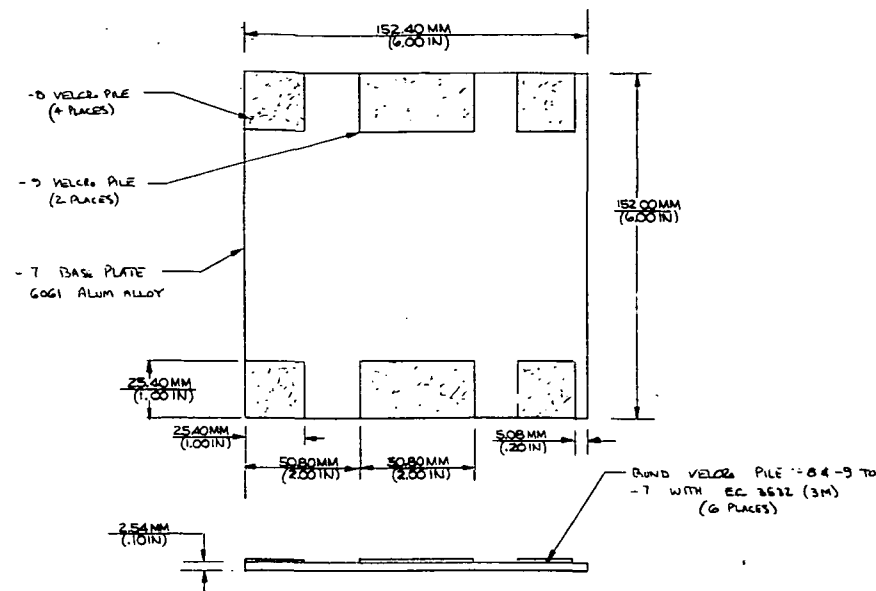 152.40 MM
(6.00 IN)
-8 VELCRO PILE
(4 PLACES)
-9 VELCRO PILE
(2 PLACES)
152.00 MM
(6.00 IN)
-7 BASE PLATE
6061 ALUM ALLOY
25.40 MM
(1.00 IN)
25.40 MM
(1.00 IN)
5.08 MM
(.20 IN)
50.80 MM
(2.00 IN)
50.80 MM
(2.00 IN)
BOND VELCRO PILE -8 & -9 TO
-7 WITH EC 3532 (3M)
(6 PLACES)
2.54 MM
(.10 IN)